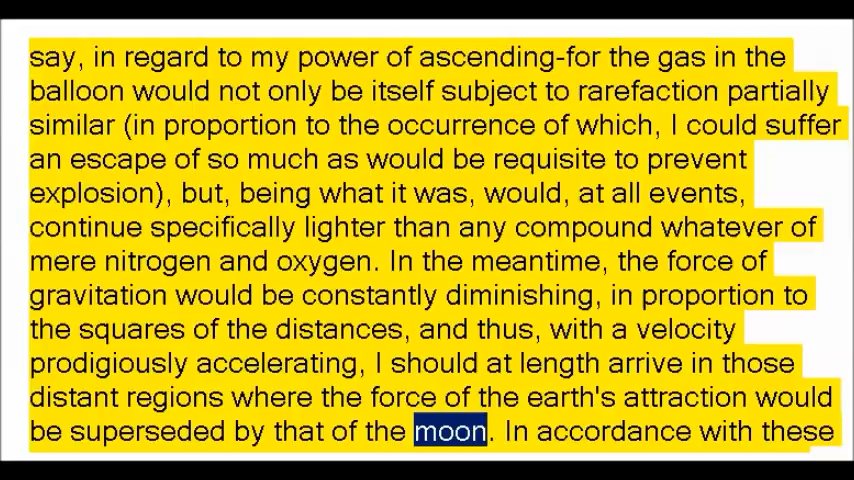 say, in regard to my power of ascending-for the gas in the
balloon would not only be itself subject to rarefaction partially
similar (in proportion to the occurrence of which, I could suffer
an escape of so much as would be requisite to prevent
explosion), but, being what it was, would, at all events,
continue specifically lighter than any compound whatever of
mere nitrogen and oxygen. In the meantime, the force of
gravitation would be constantly diminishing, in proportion to
the squares of the distances, and thus, with a velocity
prodigiously accelerating, I should at length arrive in those
distant regions where the force of the earth's attraction would
be superseded by that of the moon. In accordance with these